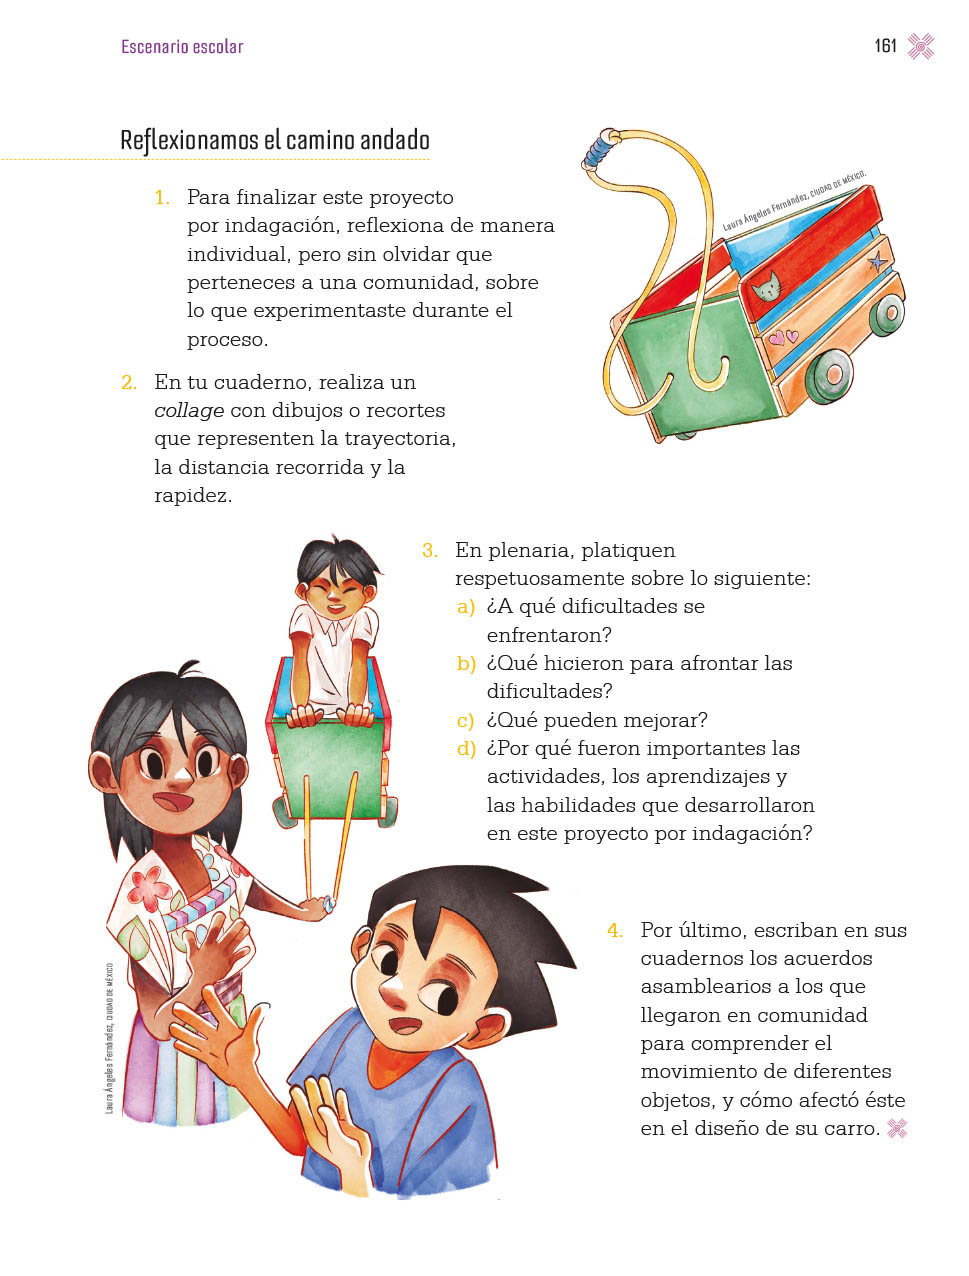 Escenario escolar
161
Reflexionamos el camino andado
1. Para finalizar este proyecto
por indagación, reflexiona de manera
individual, pero sin olvidar que
perteneces a una comunidad, sobre
lo que experimentaste durante el
proceso.
2. En tu cuaderno, realiza un
collage con dibujos o recortes
que representen la trayectoria,
la distancia recorrida y la
rapidez.
Laura Ángeles Fernández, CIUDAD DE MÉXICO.
3. En plenaria, platiquen
respetuosamente sobre lo siguiente:
a) ¿A qué dificultades se
enfrentaron?
b) ¿Qué hicieron para afrontar las
dificultades?
c) ¿Qué pueden mejorar?
d) ¿Por qué fueron importantes las
actividades, los aprendizajes y
las habilidades que desarrollaron
en este proyecto por indagación?
4. Por último, escriban en sus
cuadernos los acuerdos
asamblearios a los que
llegaron en comunidad
para comprender el
movimiento de diferentes
objetos, y cómo afectó éste
en el diseño de su carro.
Laura Ángeles Fernández, CIUDAD DE MÉXICO